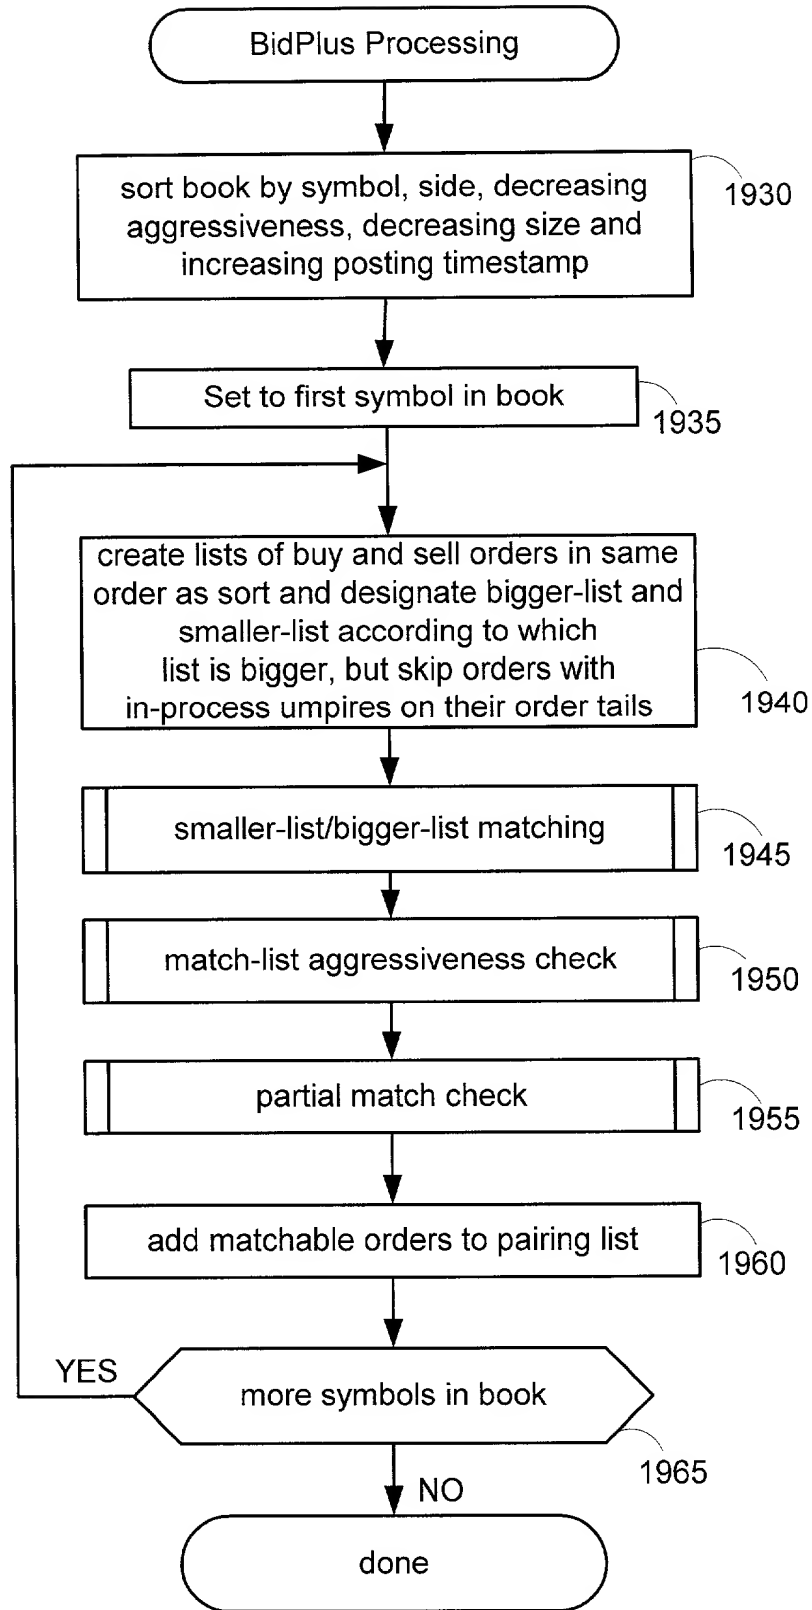 BidPlus Processing
sort book by symbol, side, decreasing
aggressiveness, decreasing size and
increasing posting timestamp
1930
Set to first symbol in book
1935
create lists of buy and sell orders in same
order as sort and designate bigger-list and
smaller-list according to which
list is bigger, but skip orders with
in-process umpires on their order tails
1940
smaller-list/bigger-list matching
1945
match-list aggressiveness check
1950
partial match check
1955
add matchable orders to pairing list
1960
YES
more symbols in book
1965
NO
done